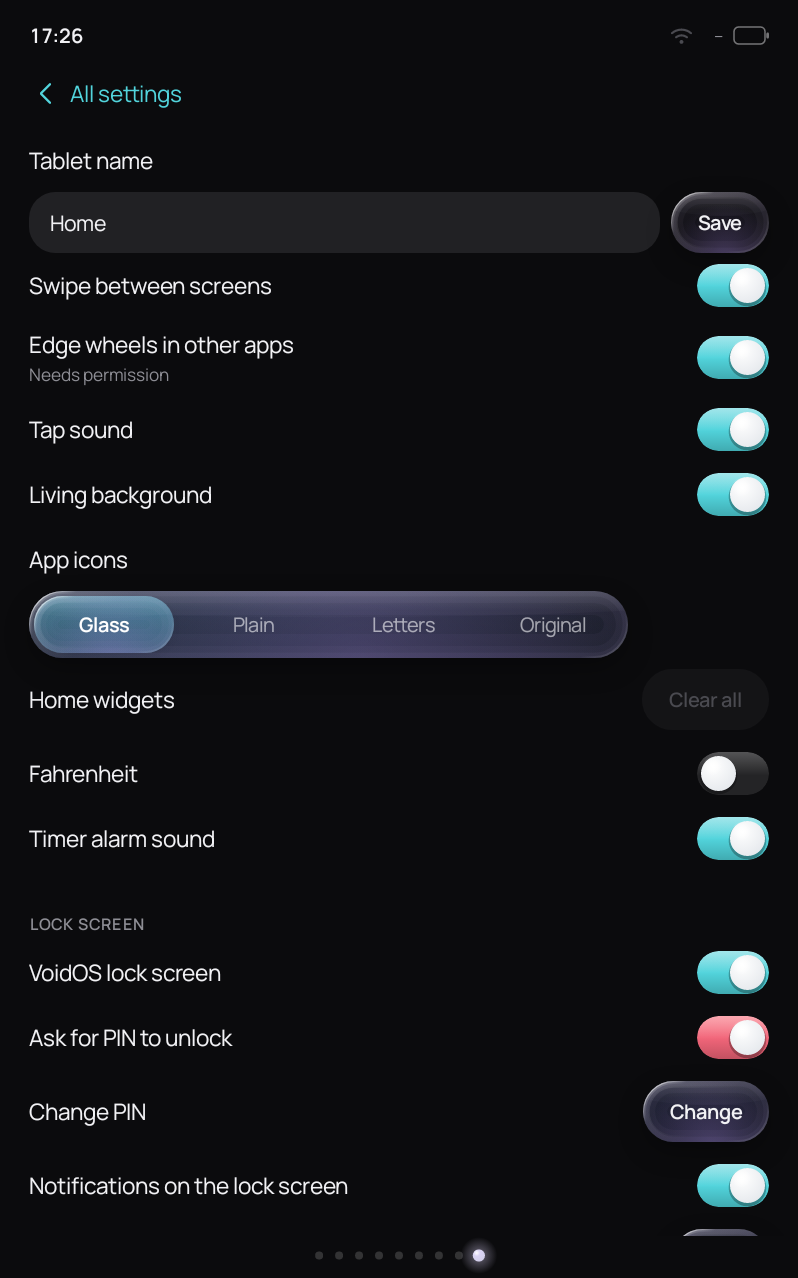 17:26
–
All settings
Tablet name
Home
Save
Swipe between screens
Edge wheels in other apps
Needs permission
Tap sound
Living background
App icons
Glass Plain Letters Original
Home widgets
Clear all
Fahrenheit
Timer alarm sound
LOCK SCREEN
VoidOS lock screen
Ask for PIN to unlock
Change PIN
Change
Notifications on the lock screen